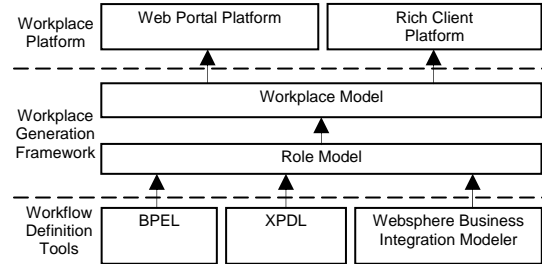 Workplace
Platform
Web Portal Platform
Rich Client
Platform
Workplace
Generation
Framework
Workplace Model
Role Model
Workflow
Definition
Tools
BPEL
XPDL
Websphere Business
Integration Modeler